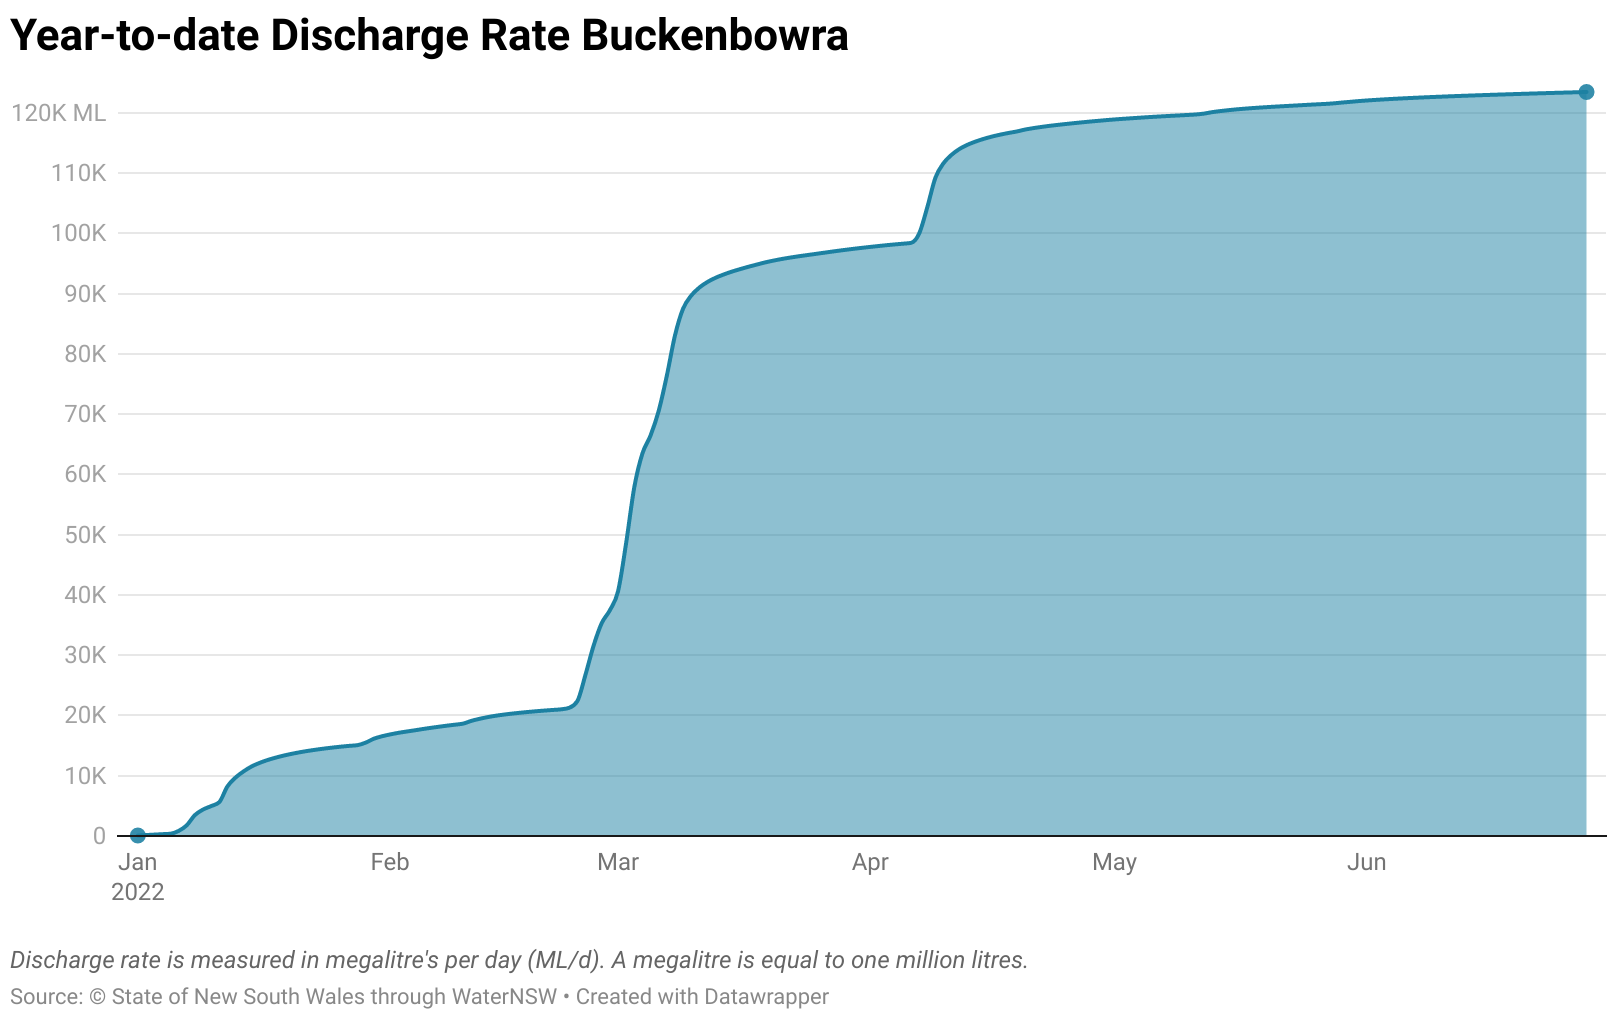 Year-to-date Discharge Rate Buckenbowra
120K ML
110K
100K
90K
80K
70K
60K
50K
40K
30K
20K
10K
0
Jan Feb Mar Apr May Jun
2022
Discharge rate is measured in megalitre's per day (ML/d). A megalitre is equal to one million litres.
Source: © State of New South Wales through WaterNSW • Created with Datawrapper